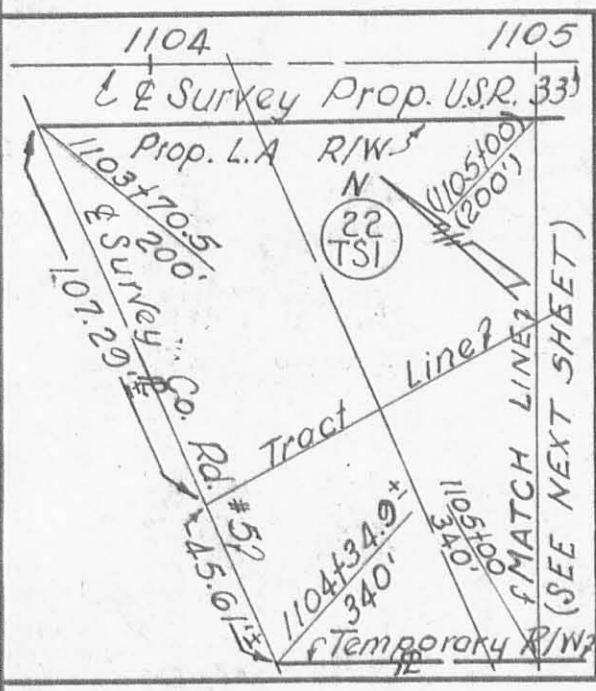 1104
1105
℄ Survey Prop. U.S.R. 33
Prop. L.A R/W
N
22
TS1
1103+70.5
200'
(1105+00)
(200')
℄ Survey Co. Rd. #5
107.29'±
Tract Line
MATCH LINE
(SEE NEXT SHEET)
45.61'±
1104+34.9±
340'
1105+00
340'
Temporary R/W